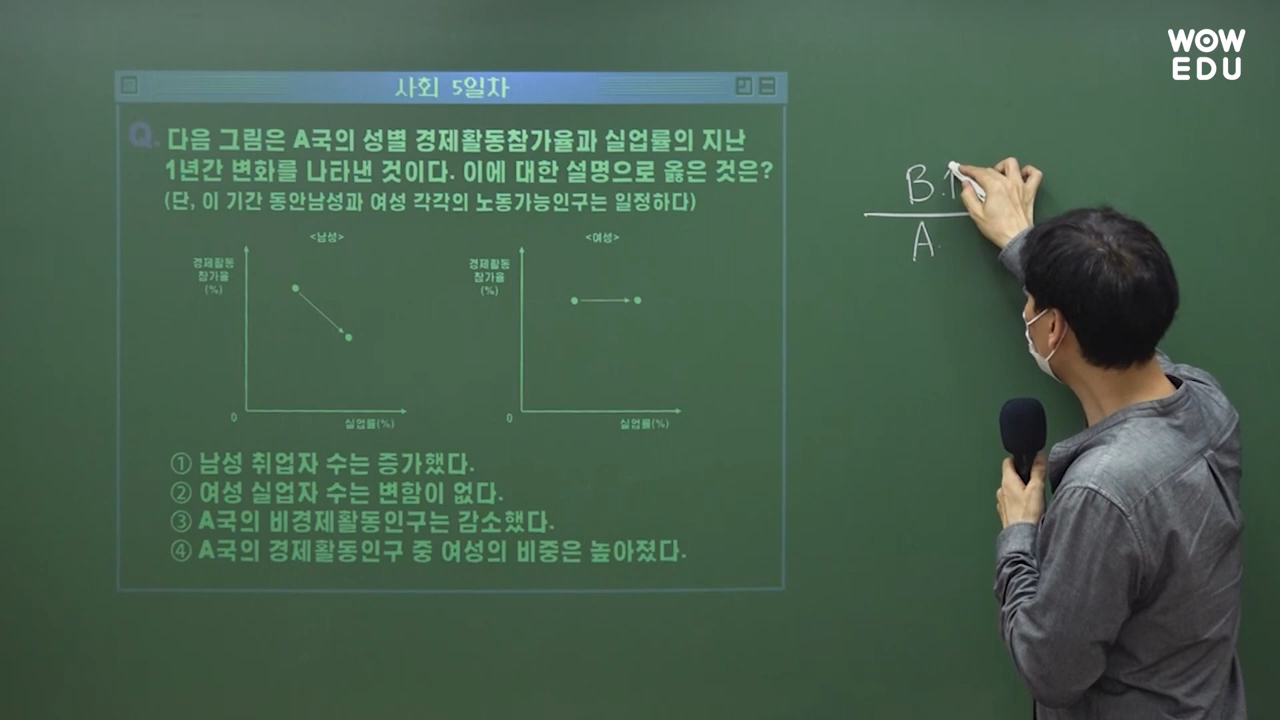 WOW
EDU
사회 5일차
Q. 다음 그림은 A국의 성별 경제활동참가율과 실업률의 지난
1년간 변화를 나타낸 것이다. 이에 대한 설명으로 옳은 것은?
(단, 이 기간 동안남성과 여성 각각의 노동가능인구는 일정하다)
<남성>
경제활동
참가율
(%)
0
실업률(%)
<여성>
경제활동
참가율
(%)
0
실업률(%)
① 남성 취업자 수는 증가했다.
② 여성 실업자 수는 변함이 없다.
③ A국의 비경제활동인구는 감소했다.
④ A국의 경제활동인구 중 여성의 비중은 높아졌다.
B.
A.